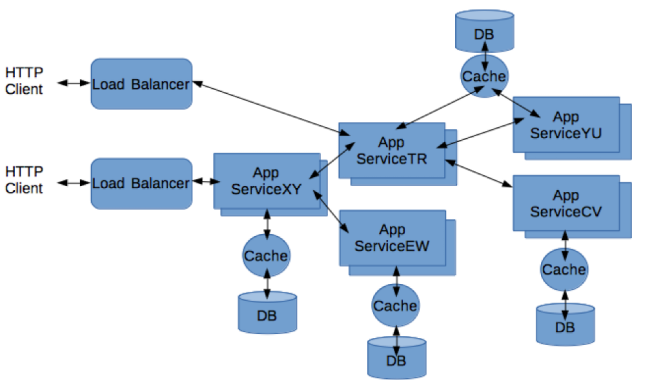 DB
Cache
HTTP
Client
Load Balancer
App
ServiceYU
App
ServiceTR
HTTP
Client
Load Balancer
App
ServiceXY
App
ServiceCV
App
ServiceEW
Cache
Cache
Cache
DB
DB
DB